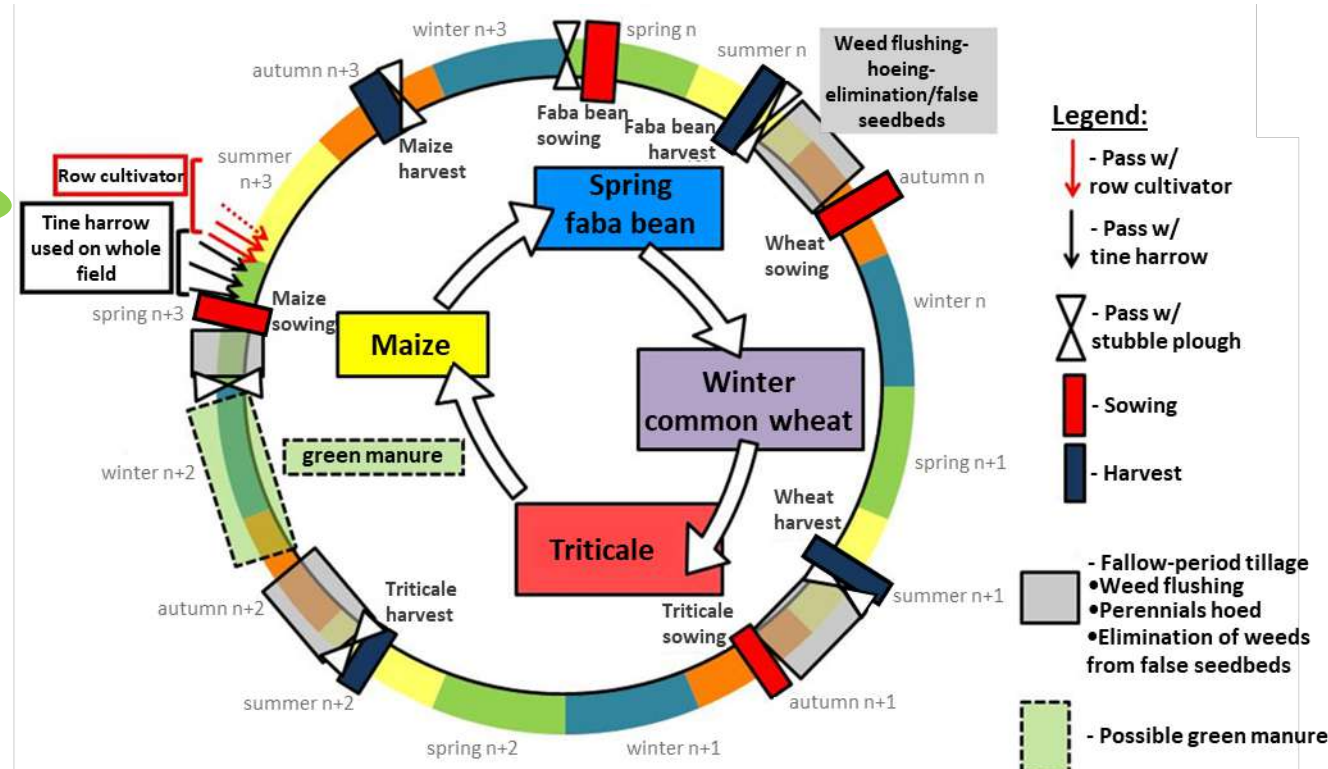 winter n+3
spring n
summer n
autumn n+3
Weed flushing-
hoeing-
elimination/false
seedbeds
Faba bean
sowing
Faba bean
harvest
Maize
harvest
summer
n+3
Row cultivator
Tine harrow
used on whole
field
spring n+3
Maize
sowing
autumn n
Wheat
sowing
winter n
Spring
faba bean
Maize
Winter
common wheat
Triticale
green manure
winter n+2
spring n+1
Wheat
harvest
summer n+1
Triticale
sowing
autumn n+1
Triticale
harvest
autumn n+2
summer n+2
spring n+2
winter n+1
Legend:
- Pass w/
row cultivator
- Pass w/
tine harrow
- Pass w/
stubble plough
- Sowing
- Harvest
- Fallow-period tillage
•Weed flushing
•Perennials hoed
•Elimination of weeds
from false seedbeds
- Possible green manure